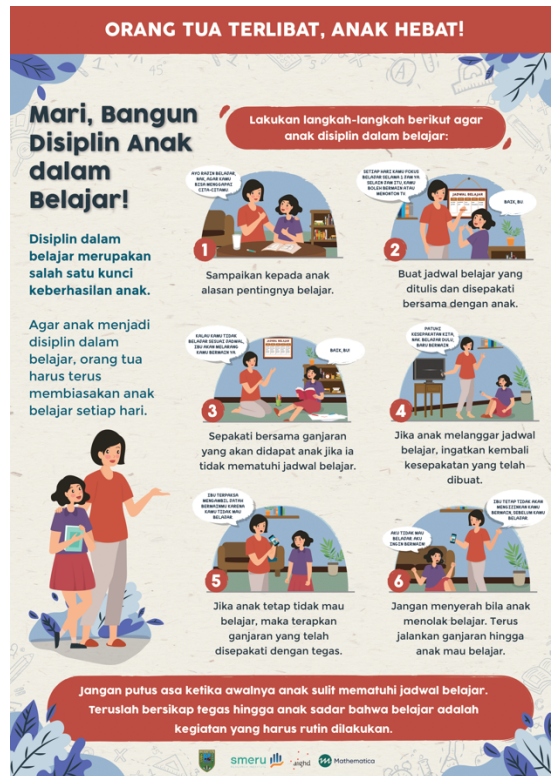 ORANG TUA TERLIBAT, ANAK HEBAT!
Mari, Bangun
Disiplin Anak
dalam
Belajar!
Disiplin dalam
belajar merupakan
salah satu kunci
keberhasilan anak.
Agar anak menjadi
disiplin dalam
belajar, orang tua
harus terus
membiasakan anak
belajar setiap hari.
Lakukan langkah-langkah berikut agar
anak disiplin dalam belajar:
AYO RAJIN BELAJAR,
NAK, AGAR KAMU
BISA MENGGAPAI
CITA-CITAMU
1
Sampaikan kepada anak
alasan pentingnya belajar.
SETIAP HARI KAMU FOKUS
BELAJAR SELAMA 1 JAM YA
SELAIN JAM ITU, KAMU
BOLEH BERMAIN ATAU
MENONTON TV
JADWAL BELAJAR
BAIK, BU.
2
Buat jadwal belajar yang
ditulis dan disepakati
bersama dengan anak.
KALAU KAMU TIDAK
BELAJAR SESUAI JADWAL,
IBU AKAN MELARANG
KAMU BERMAIN YA
BAIK, BU!
3
Sepakati bersama ganjaran
yang akan didapat anak jika ia
tidak mematuhi jadwal belajar.
PATUHI
KESEPAKATAN KITA,
NAK. BELAJAR DULU,
BARU BERMAIN
4
Jika anak melanggar jadwal
belajar, ingatkan kembali
kesepakatan yang telah
dibuat.
IBU TERPAKSA
MENGAMBIL JATAH
BERMAINMU KARENA
KAMU TIDAK MAU
BELAJAR
5
Jika anak tetap tidak mau
belajar, maka terapkan
ganjaran yang telah
disepakati dengan tegas.
IBU TETAP TIDAK AKAN
MENGIZINKAN KAMU
BERMAIN, SEBELUM KAMU
BELAJAR
AKU TIDAK MAU
BELAJAR. AKU
INGIN BERMAIN
6
Jangan menyerah bila anak
menolak belajar. Terus
jalankan ganjaran hingga
anak mau belajar.
Jangan putus asa ketika awalnya anak sulit mematuhi jadwal belajar.
Teruslah bersikap tegas hingga anak sadar bahwa belajar adalah
kegiatan yang harus rutin dilakukan.
smeru
aighd
Mathematica